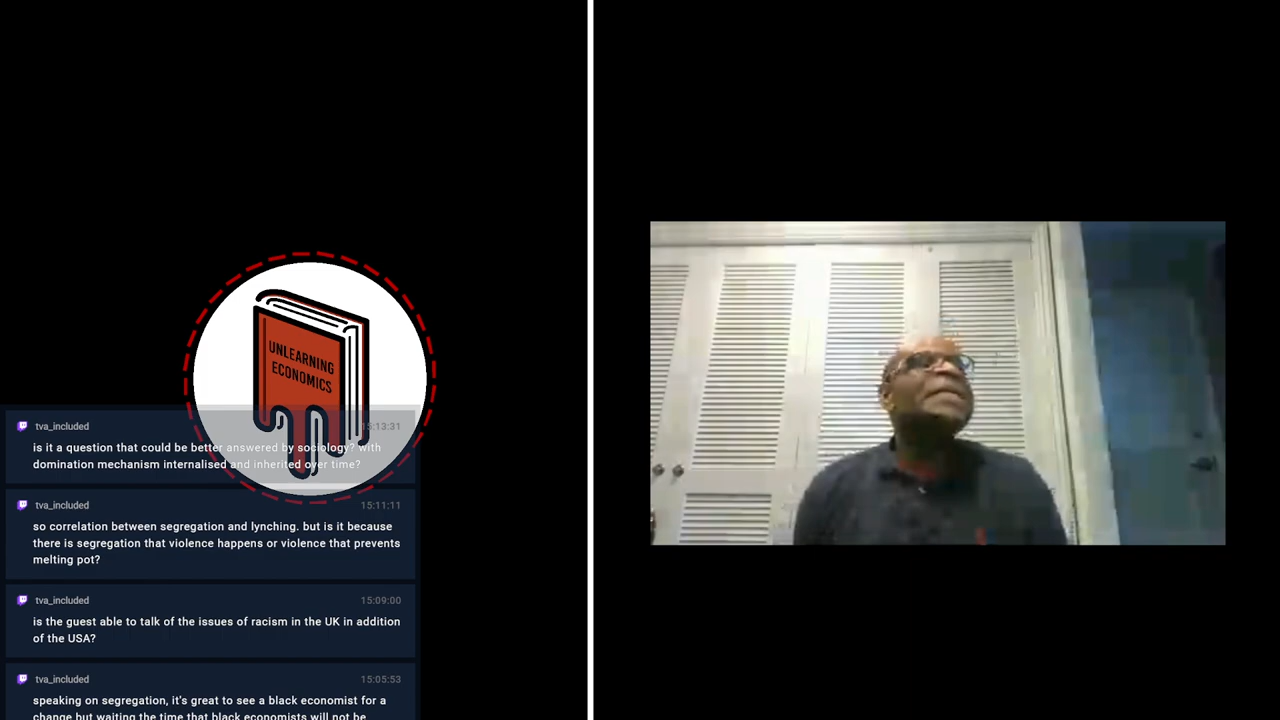 UNLEARNING
ECONOMICS
tva_included 15:13:31
is it a question that could be better answered by sociology? with
domination mechanism internalised and inherited over time?
tva_included 15:11:11
so correlation between segregation and lynching. but is it because
there is segregation that violence happens or violence that prevents
melting pot?
tva_included 15:09:00
is the guest able to talk of the issues of racism in the UK in addition
of the USA?
tva_included 15:05:53
speaking on segregation, it's great to see a black economist for a
change but waiting the time that black economists will not be